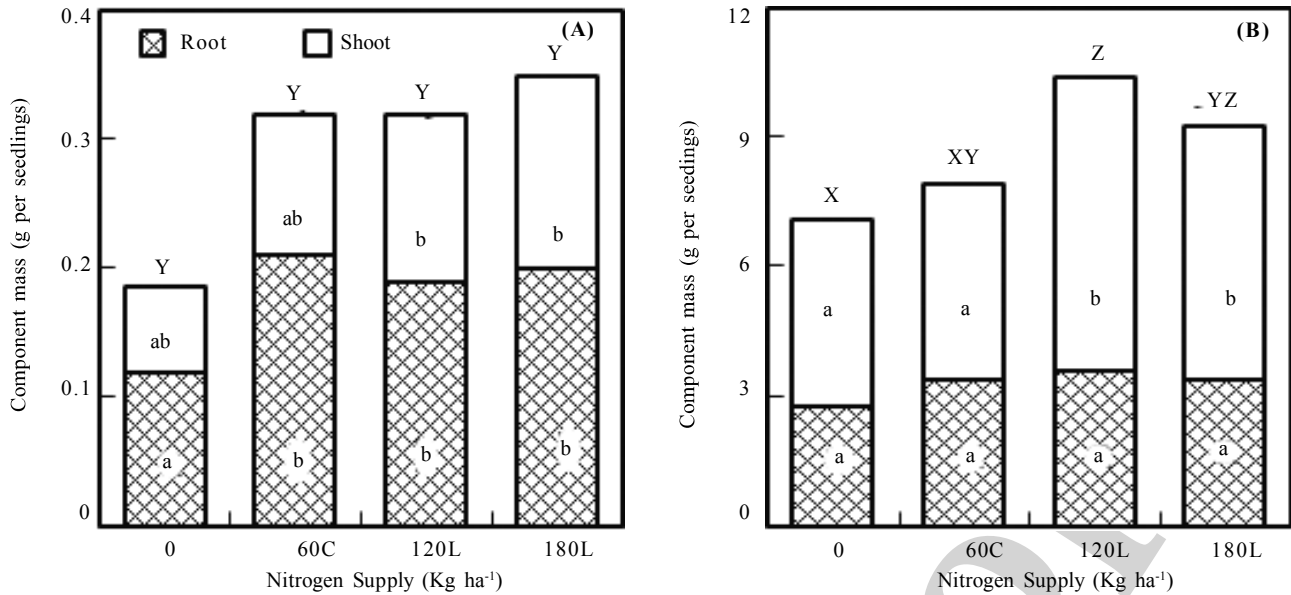 0.4
0.3
0.2
0.1
0
Component mass (g per seedlings)
Root
Shoot
(A)
Y
Y
Y
Y
ab
ab
b
b
a
b
b
b
0
60C
120L
180L
Nitrogen Supply (Kg ha-1)
12
9
6
3
0
Component mass (g per seedings)
(B)
X
XY
Z
YZ
a
a
b
b
a
a
a
a
0
60C
120L
180L
Nitrogen Supply (Kg ha-1)